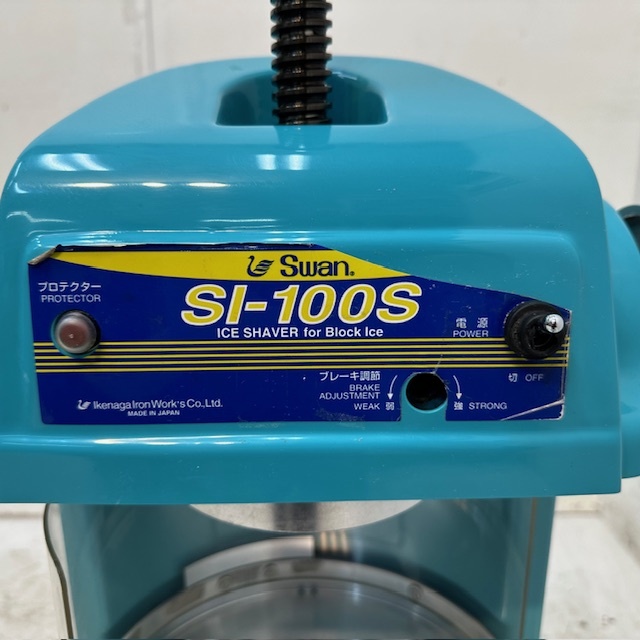 Swan®
SI-100S
ICE SHAVER for Block Ice
プロテクター
PROTECTOR
電源
POWER
切 OFF
ブレーキ調節
BRAKE
ADJUSTMENT
WEAK 弱
強 STRONG
Ikenaga Iron Work's Co., Ltd.
MADE IN JAPAN